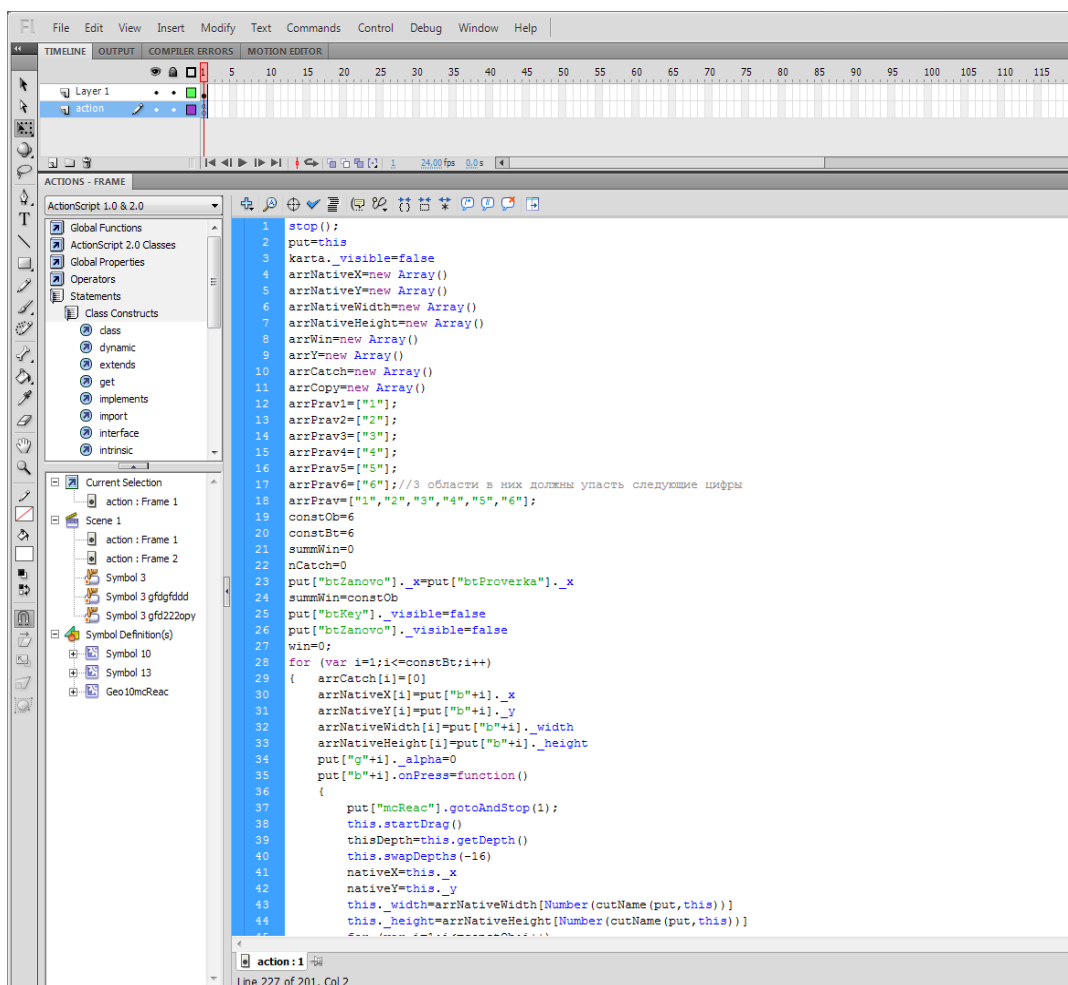 Fl File Edit View Insert Modify Text Commands Control Debug Window Help
TIMELINE OUTPUT COMPILER ERRORS MOTION EDITOR
1 5 10 15 20 25 30 35 40 45 50 55 60 65 70 75 80 85 90 95 100 105 110 115
Layer 1
action
1 24,00 fps 0,0 s
ACTIONS - FRAME
ActionScript 1.0 & 2.0
Global Functions
ActionScript 2.0 Classes
Global Properties
Operators
Statements
Class Constructs
class
dynamic
extends
get
implements
import
interface
intrinsic
Current Selection
action : Frame 1
Scene 1
action : Frame 1
action : Frame 2
Symbol 3
Symbol 3 gfdgfddd
Symbol 3 gfd222opy
Symbol Definition(s)
Symbol 10
Symbol 13
Geo10mcReac
1 stop();
2 put=this
3 karta._visible=false
4 arrNativeX=new Array()
5 arrNativeY=new Array()
6 arrNativeWidth=new Array()
7 arrNativeHeight=new Array()
8 arrWin=new Array()
9 arrY=new Array()
10 arrCatch=new Array()
11 arrCopy=new Array()
12 arrPrav1=["1"];
13 arrPrav2=["2"];
14 arrPrav3=["3"];
15 arrPrav4=["4"];
16 arrPrav5=["5"];
17 arrPrav6=["6"];//3 области в них должны упасть следующие цифры
18 arrPrav=["1","2","3","4","5","6"];
19 constOb=6
20 constBt=6
21 summWin=0
22 nCatch=0
23 put["btZanovo"]._x=put["btProverka"]._x
24 summWin=constOb
25 put["btKey"]._visible=false
26 put["btZanovo"]._visible=false
27 win=0;
28 for (var i=1;i<=constBt;i++)
29 { arrCatch[i]=[0]
30 arrNativeX[i]=put["b"+i]._x
31 arrNativeY[i]=put["b"+i]._y
32 arrNativeWidth[i]=put["b"+i]._width
33 arrNativeHeight[i]=put["b"+i]._height
34 put["g"+i]._alpha=0
35 put["b"+i].onPress=function()
36 {
37 put["mcReac"].gotoAndStop(1);
38 this.startDrag()
39 thisDepth=this.getDepth()
40 this.swapDepths(-16)
41 nativeX=this._x
42 nativeY=this._y
43 this._width=arrNativeWidth[Number(cutName(put,this))]
44 this._height=arrNativeHeight[Number(cutName(put,this))]
45 for (var i=1;i<=constOb;i++)
action : 1
Line 227 of 201, Col 2
T